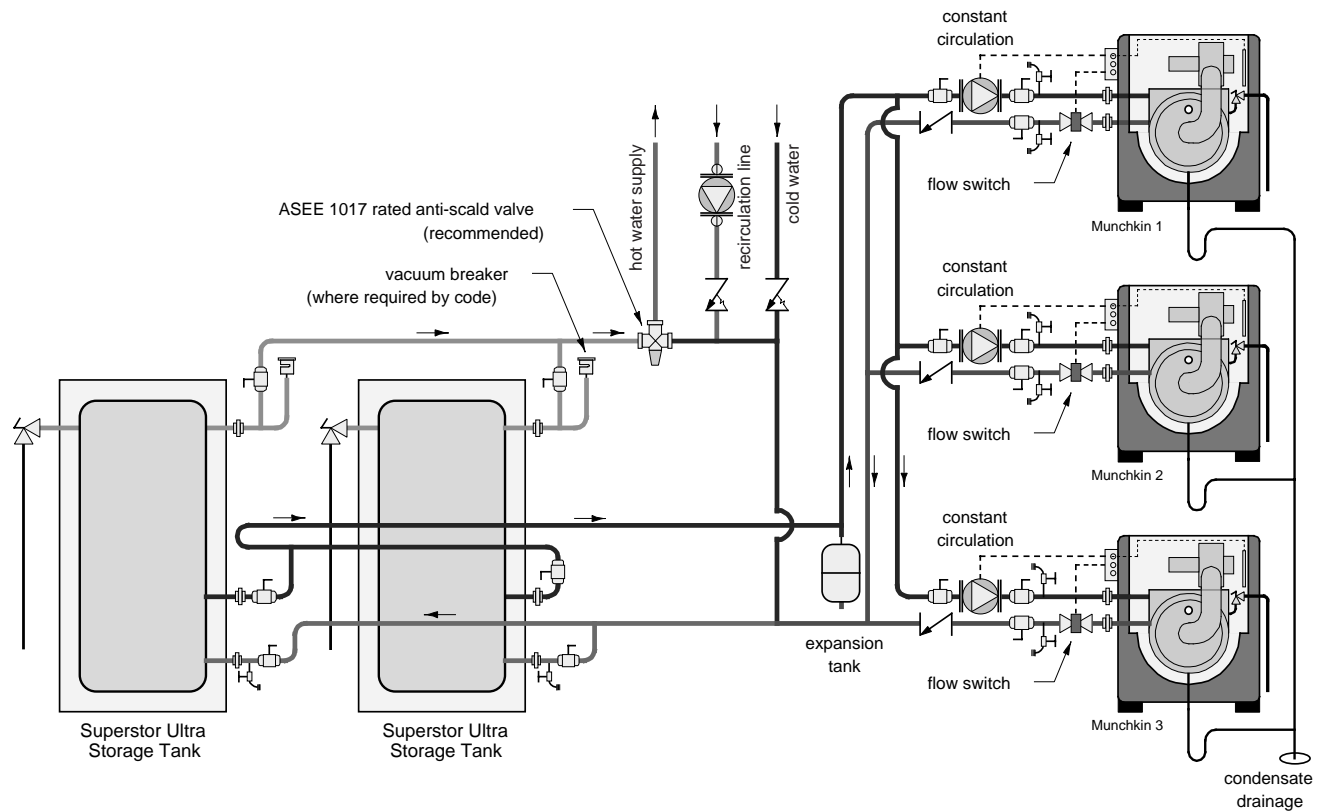 constant
circulation
flow switch
Munchkin 1
hot water supply
recirculation line
cold water
ASEE 1017 rated anti-scald valve
(recommended)
vacuum breaker
(where required by code)
constant
circulation
flow switch
Munchkin 2
constant
circulation
flow switch
Munchkin 3
expansion
tank
Superstor Ultra
Storage Tank
Superstor Ultra
Storage Tank
condensate
drainage